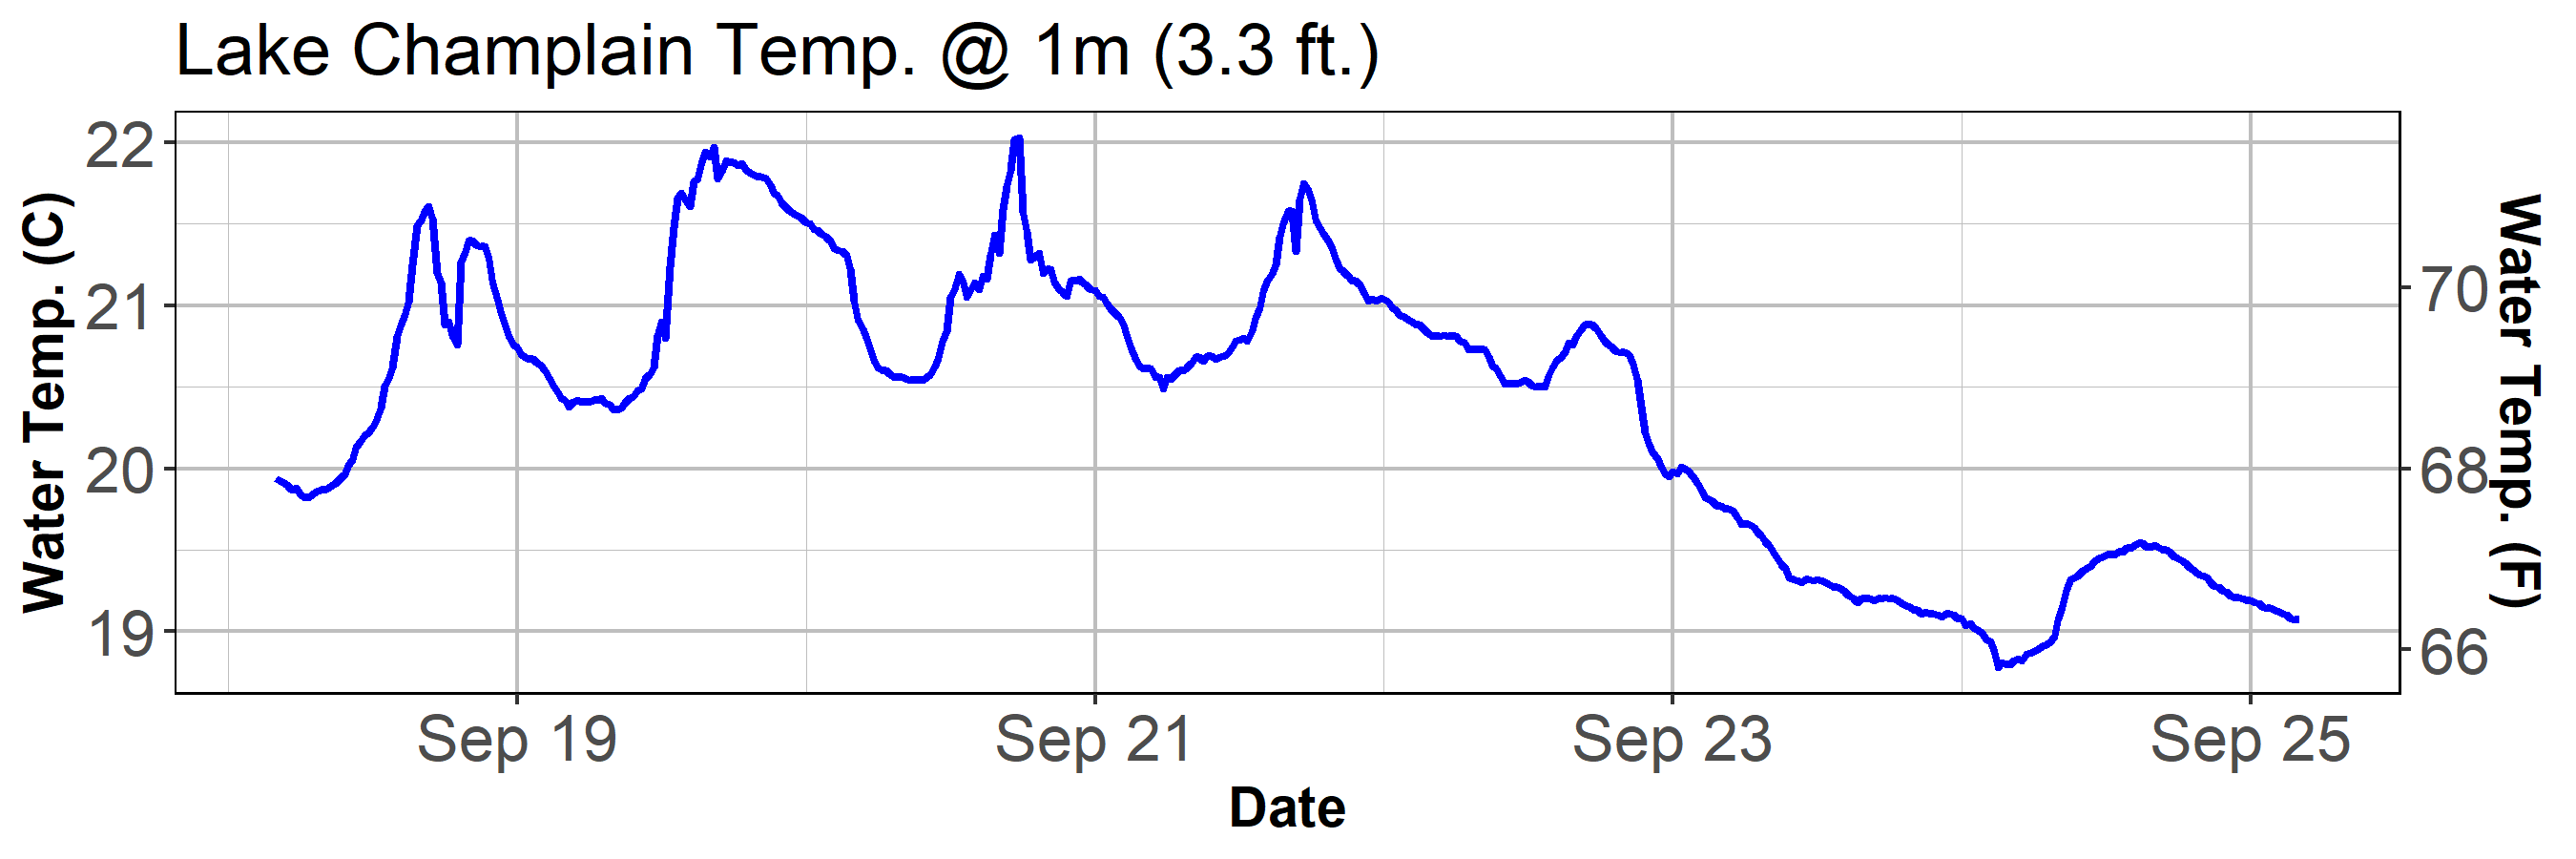 Lake Champlain Temp. @ 1m (3.3 ft.)
Water Temp. (C)
22
21
20
19
70
68
66
Water Temp. (F)
Sep 19
Sep 21
Sep 23
Sep 25
Date